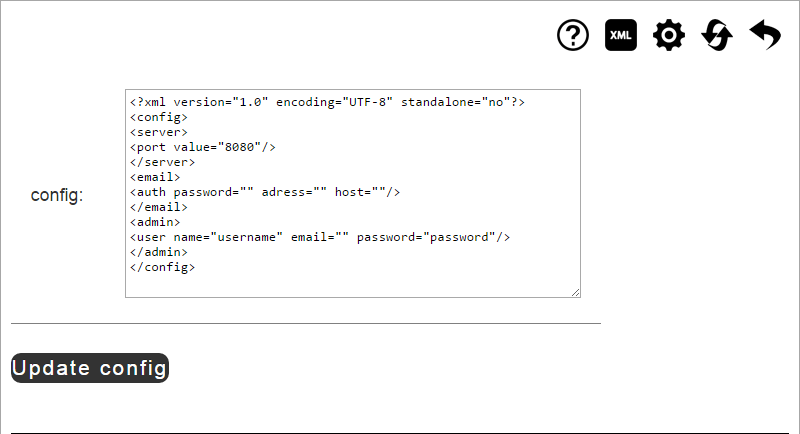 ?
XML
<?xml version="1.0" encoding="UTF-8" standalone="no"?>
<config>
<server>
<port value="8080"/>
</server>
<email>
<auth password="" adress="" host=""/>
</email>
<admin>
<user name="username" email="" password="password"/>
</admin>
</config>
config:
Update config